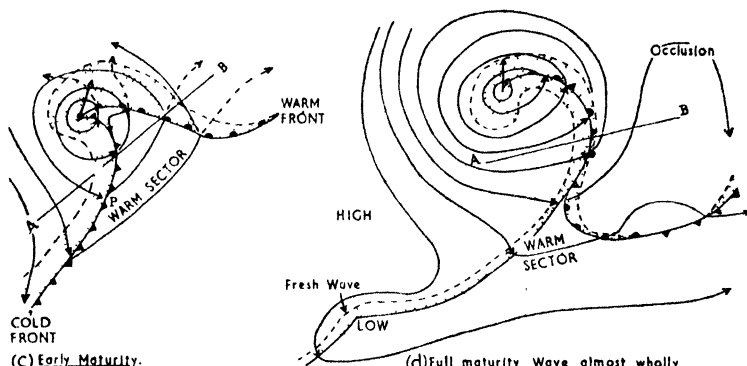 B
WARM
FRONT
A
P
WARM SECTOR
COLD
FRONT
(c) Early Maturity.
Occlusion
B
A
HIGH
WARM
SECTOR
Fresh Wave
LOW
(d) Full maturity Wave almost wholly